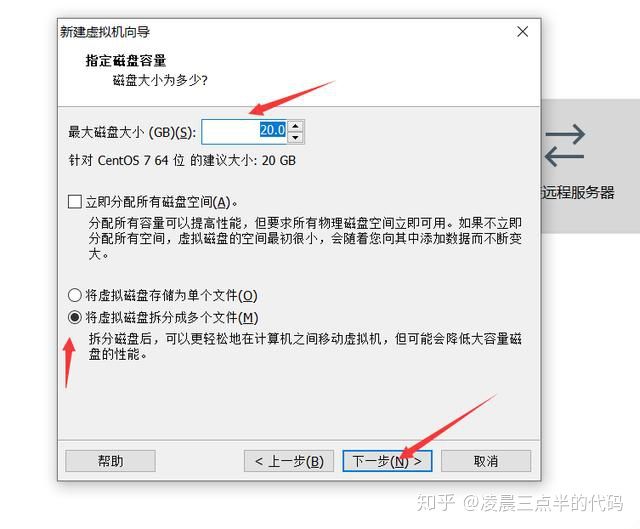 新建虚拟机向导
指定磁盘容量
磁盘大小为多少?
最大磁盘大小 (GB)(S):
20.0
针对 CentOS 7 64 位 的建议大小: 20 GB
立即分配所有磁盘空间(A)。
分配所有容量可以提高性能，但要求所有物理磁盘空间立即可用。如果不立即
分配所有空间，虚拟磁盘的空间最初很小，会随着您向其中添加数据而不断变
大。
将虚拟磁盘存储为单个文件(O)
将虚拟磁盘拆分成多个文件(M)
拆分磁盘后，可以更轻松地在计算机之间移动虚拟机，但可能会降低大容量磁
盘的性能。
帮助
< 上一步(B)
下一步(N) >
取消
远程服务器
知乎 @凌晨三点半的代码